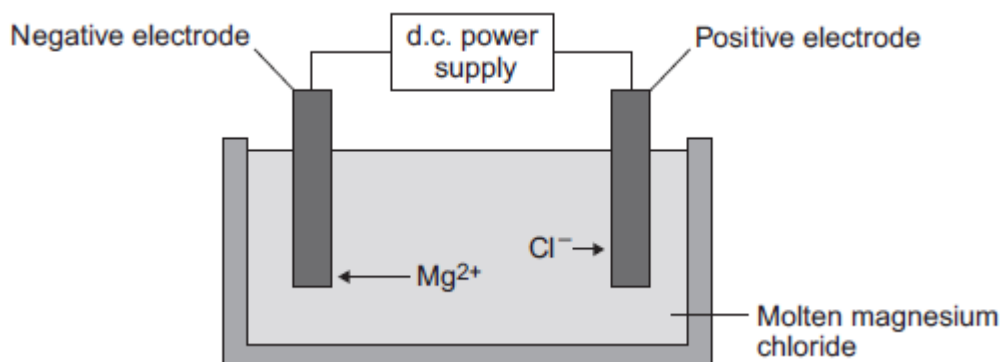 Negative electrode
d.c. power
supply
Positive electrode
Cl⁻
Mg²⁺
Molten magnesium
chloride